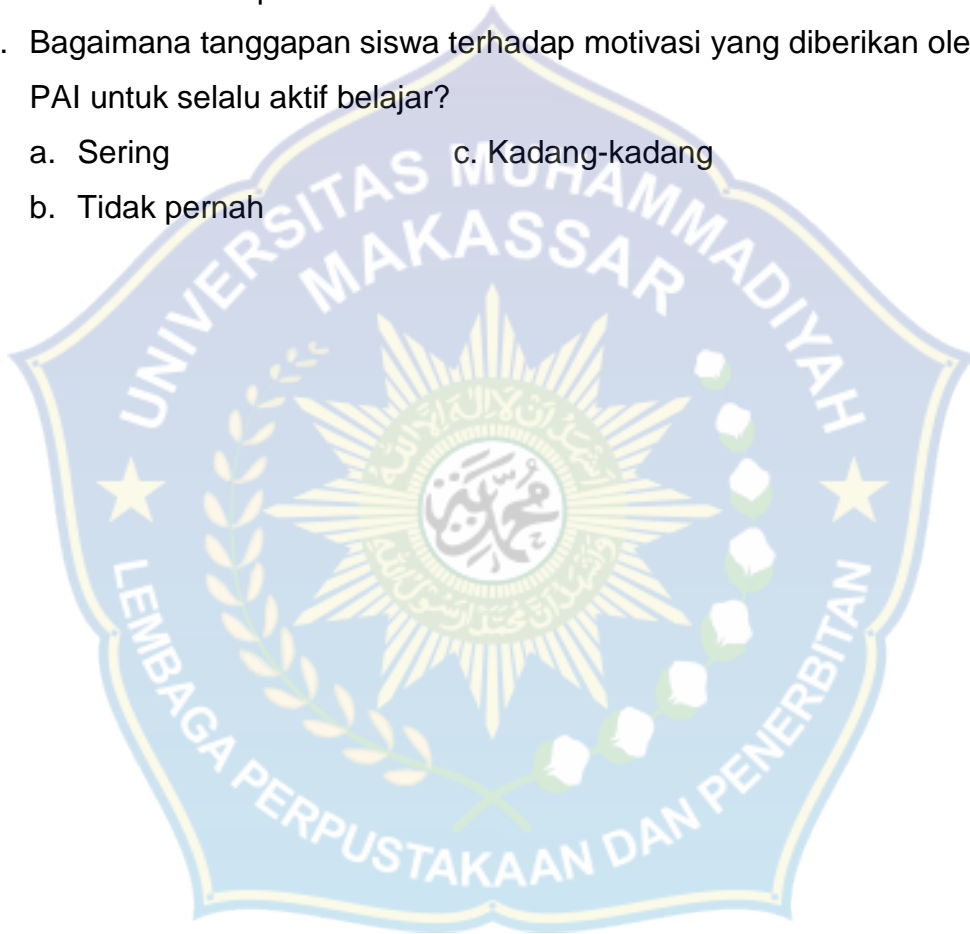 . Bagaimana tanggapan siswa terhadap motivasi yang diberikan ole
PAI untuk selalu aktif belajar?
a. Sering c. Kadang-kadang
b. Tidak pernah
UNIVERSITAS MUHAMMADIYAH
MAKASSAR
LEMBAGA PERPUSTAKAAN DAN PENERBITAN